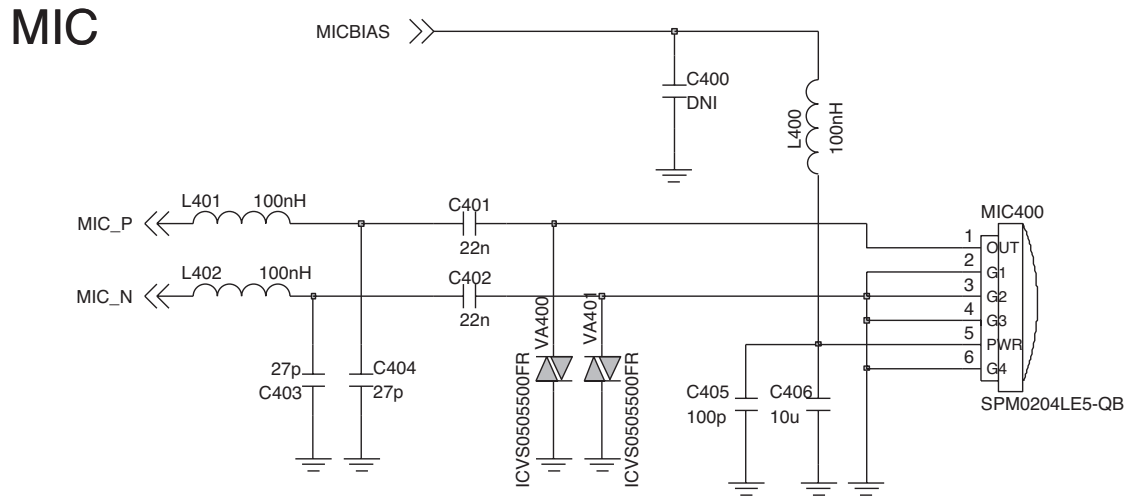 MIC
MICBIAS
C400
DNI
L400
100nH
L401 100nH
MIC_P
C401
22n
MIC400
1 OUT
2 G1
L402 100nH
MIC_N
C402
22n
3 G2
4 G3
5 PWR
6 G4
SPM0204LE5-QB
VA400
ICVS0505500FR
VA401
ICVS0505500FR
27p
C403
C404
27p
C405
100p
C406
10u